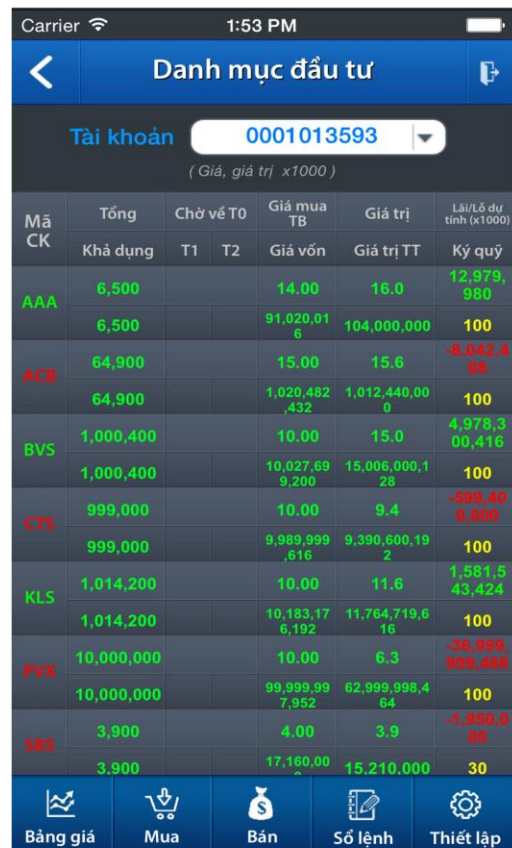 Carrier 1:53 PM
Danh mục đầu tư
Tài khoản 0001013593
( Giá, giá trị x1000 )
Mã CK Tổng Chờ về T0 Giá mua TB Giá trị Lãi/Lỗ dự tính (x1000)
Khả dụng T1 T2 Giá vốn Giá trị TT Ký quỹ
AAA 6,500 14.00 16.0 12,979,980
6,500 91,020,016 104,000,000 100
ACB 64,900 15.00 15.6 -8,042,408
64,900 1,020,482,432 1,012,440,000 100
BVS 1,000,400 10.00 15.0 4,978,300,416
1,000,400 10,027,699,200 15,006,000,128 100
CTS 999,000 10.00 9.4 -599,400,000
999,000 9,989,999,616 9,390,600,192 100
KLS 1,014,200 10.00 11.6 1,581,543,424
1,014,200 10,183,176,192 11,764,719,616 100
PVX 10,000,000 10.00 6.3 -36,999,999,488
10,000,000 99,999,997,952 62,999,998,464 100
SBS 3,900 4.00 3.9 -1,950,000
3,900 17,160,00 15,210,000 30
Bảng giá Mua Bán Sổ lệnh Thiết lập